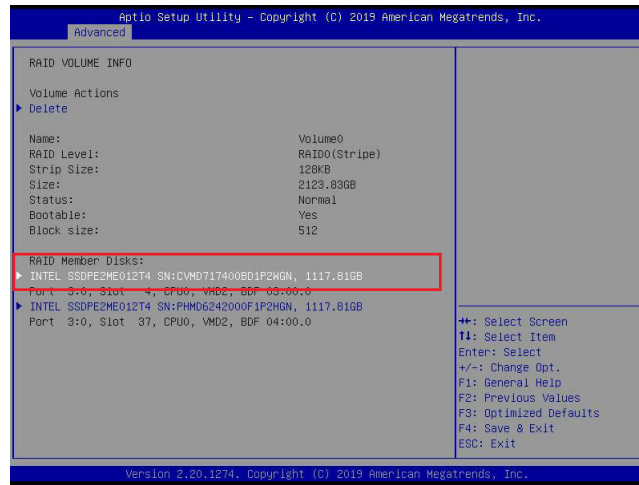 Aptio Setup Utility – Copyright (C) 2019 American Megatrends, Inc.
Advanced
RAID VOLUME INFO
Volume Actions
Delete
Name: Volume0
RAID Level: RAID0(Stripe)
Strip Size: 128KB
Size: 2123.83GB
Status: Normal
Bootable: Yes
Block size: 512
RAID Member Disks:
INTEL SSDPE2ME012T4 SN:CVMD717400BD1P2WGN, 1117.81GB
Port 3:0, Slot 4, CPU0, VMD2, BDF 03:00.0
INTEL SSDPE2ME012T4 SN:PHMD6242000F1P2HGN, 1117.81GB
Port 3:0, Slot 37, CPU0, VMD2, BDF 04:00.0
→←: Select Screen
↑↓: Select Item
Enter: Select
+/-: Change Opt.
F1: General Help
F2: Previous Values
F3: Optimized Defaults
F4: Save & Exit
ESC: Exit
Version 2.20.1274. Copyright (C) 2019 American Megatrends, Inc.